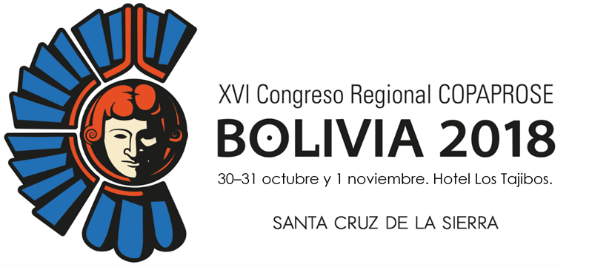 XVI Congreso Regional COPAPROSE
BOLIVIA 2018
30–31 octubre y 1 noviembre. Hotel Los Tajibos.
SANTA CRUZ DE LA SIERRA